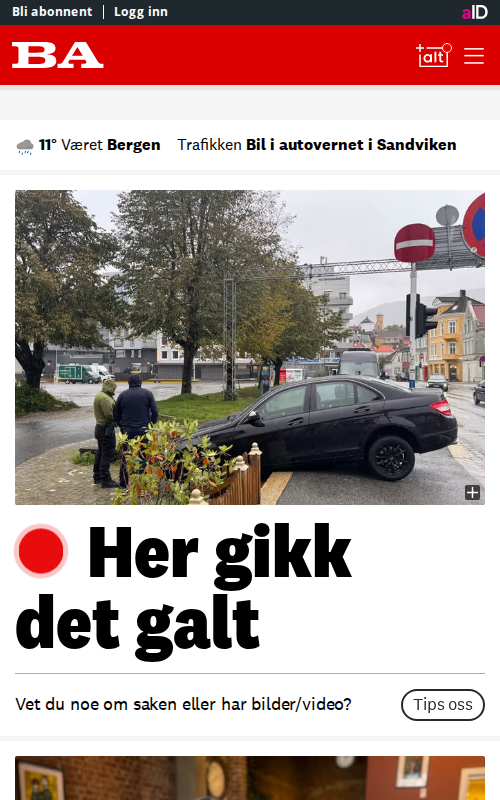 Bli abonnent | Logg inn
aID
BA
+alt
11° Været Bergen Trafikken Bil i autovernet i Sandviken
Her gikk
det galt
Vet du noe om saken eller har bilder/video?
Tips oss